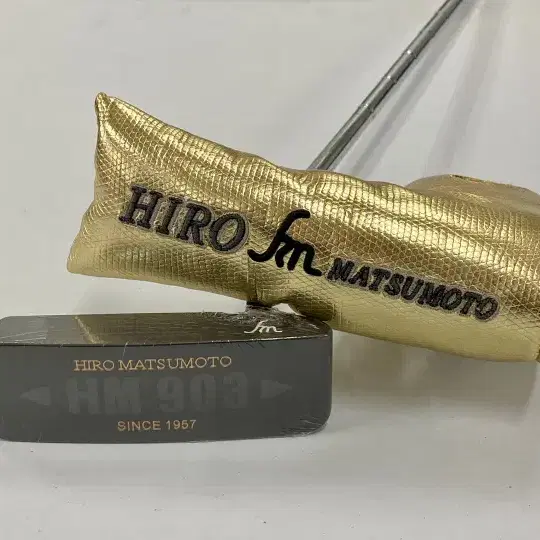 HIRO hm MATSUMOTO
hm
HIRO MATSUMOTO
HM 903
SINCE 1957